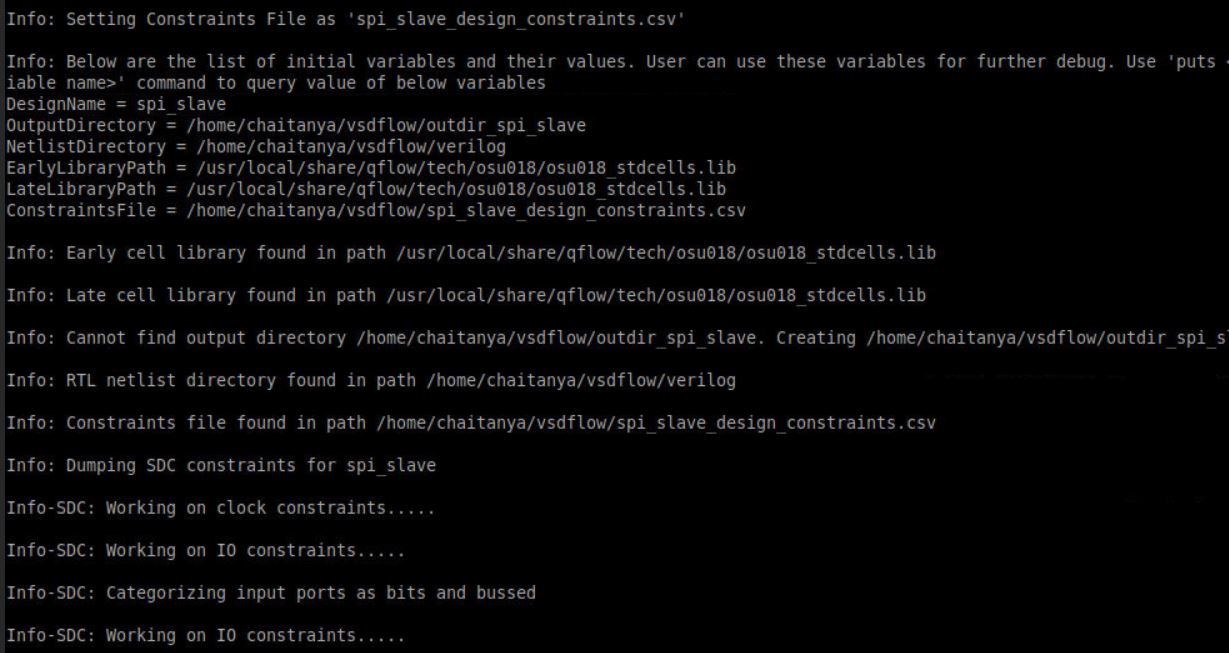 Info: Setting Constraints File as 'spi_slave_design_constraints.csv'
Info: Below are the list of initial variables and their values. User can use these variables for further debug. Use 'puts <
iable name>' command to query value of below variables
DesignName = spi_slave
OutputDirectory = /home/chaitanya/vsdflow/outdir_spi_slave
NetlistDirectory = /home/chaitanya/vsdflow/verilog
EarlyLibraryPath = /usr/local/share/qflow/tech/osu018/osu018_stdcells.lib
LateLibraryPath = /usr/local/share/qflow/tech/osu018/osu018_stdcells.lib
ConstraintsFile = /home/chaitanya/vsdflow/spi_slave_design_constraints.csv
Info: Early cell library found in path /usr/local/share/qflow/tech/osu018/osu018_stdcells.lib
Info: Late cell library found in path /usr/local/share/qflow/tech/osu018/osu018_stdcells.lib
Info: Cannot find output directory /home/chaitanya/vsdflow/outdir_spi_slave. Creating /home/chaitanya/vsdflow/outdir_spi_sl
Info: RTL netlist directory found in path /home/chaitanya/vsdflow/verilog
Info: Constraints file found in path /home/chaitanya/vsdflow/spi_slave_design_constraints.csv
Info: Dumping SDC constraints for spi_slave
Info-SDC: Working on clock constraints.....
Info-SDC: Working on IO constraints.....
Info-SDC: Categorizing input ports as bits and bussed
Info-SDC: Working on IO constraints.....